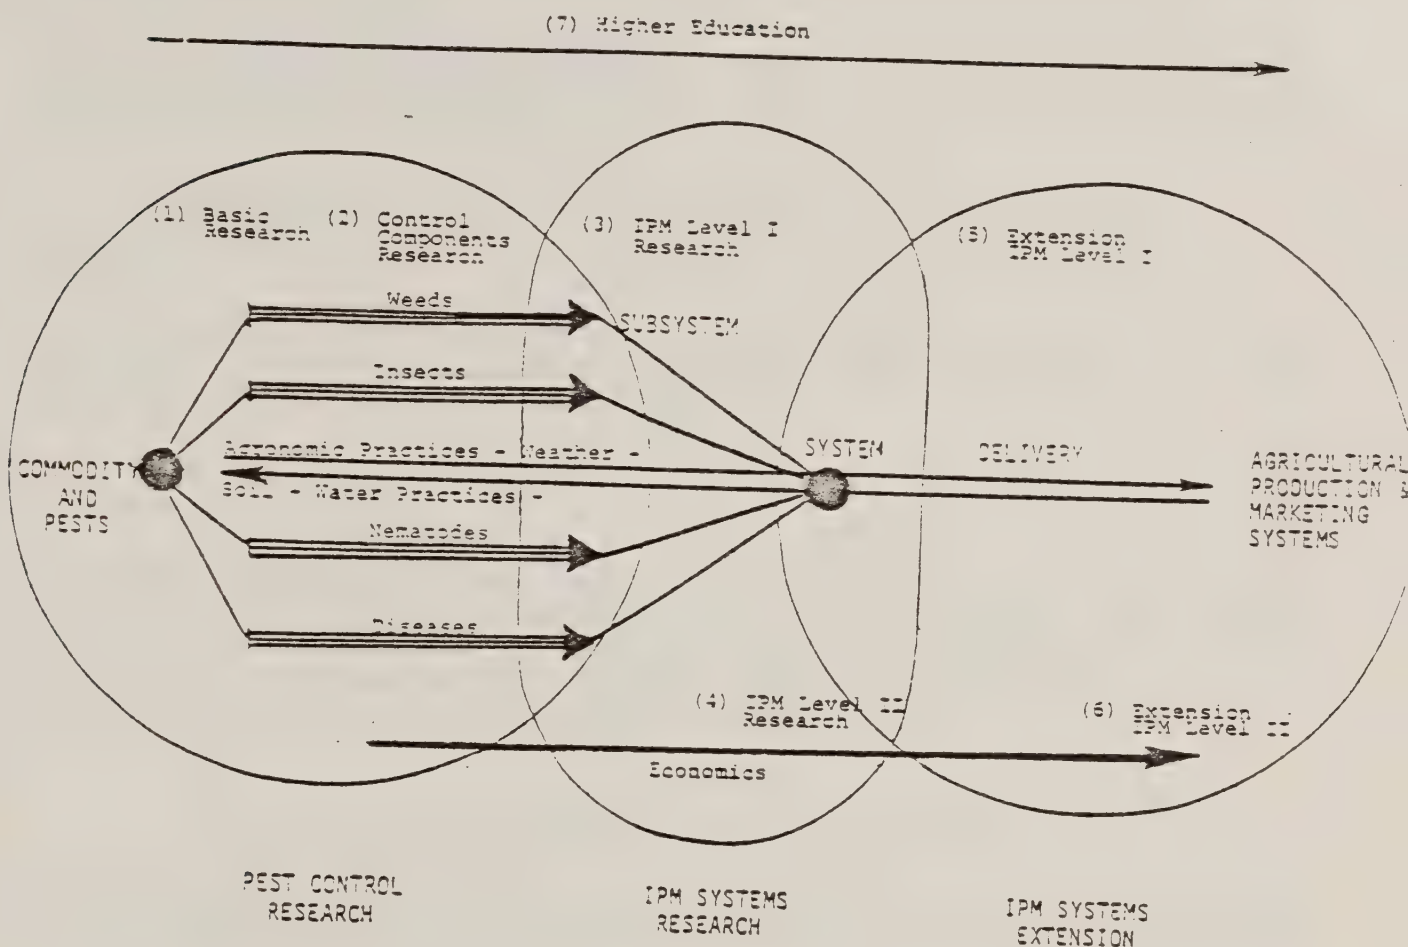 (7) Higher Education
(1) Basic Research
(2) Control Components Research
(3) IPM Level I Research
(5) Extension IPM Level I
Weeds
SUBSYSTEM
Insects
Agronomic Practices - Weather -
SYSTEM
DELIVERY
COMMODITY
AND
PESTS
Soil - Water Practices -
AGRICULTURAL
PRODUCTION &
MARKETING
SYSTEMS
Nematodes
Diseases
(4) IPM Level II Research
(6) Extension IPM Level II
Economics
PEST CONTROL
RESEARCH
IPM SYSTEMS
RESEARCH
IPM SYSTEMS
EXTENSION